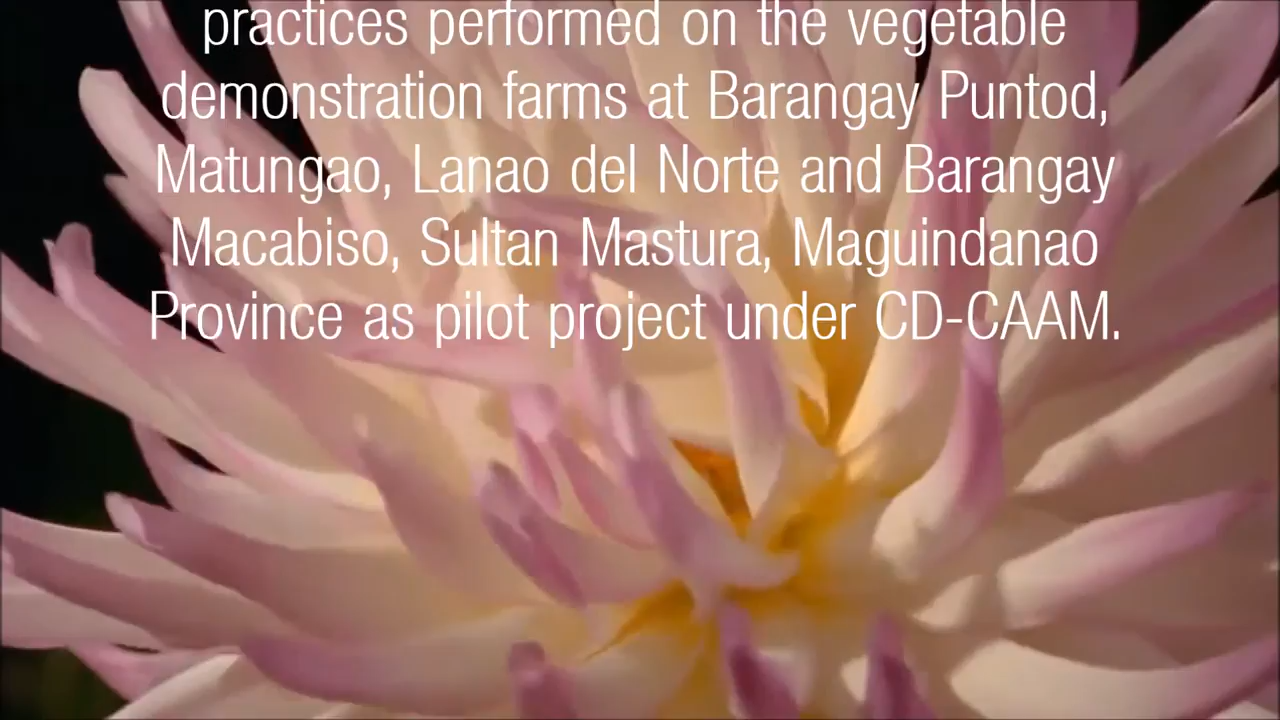 practices performed on the vegetable
demonstration farms at Barangay Puntod,
Matungao, Lanao del Norte and Barangay
Macabiso, Sultan Mastura, Maguindanao
Province as pilot project under CD-CAAM.